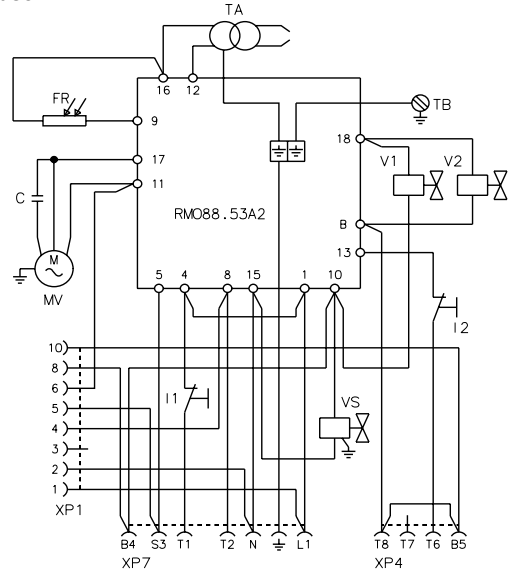 TA
16
12
FR
TB
9
18
17
V1
V2
C
11
RMO88.53A2
B
M
13
MV
5
4
8
15
1
10
I2
10
8
6
I1
VS
5
4
3
2
1
XP1
B4
S3
T1
T2
N
L1
T8
T7
T6
B5
XP7
XP4